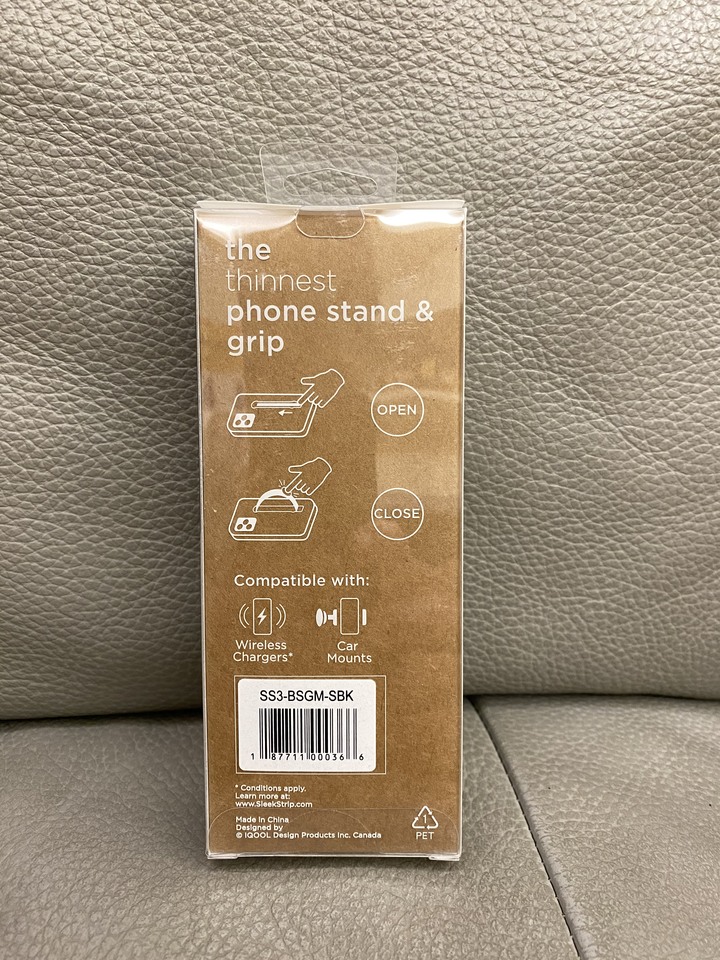 the
thinnest
phone stand &
grip
OPEN
CLOSE
Compatible with:
Wireless
Chargers*
Car
Mounts
SS3-BSGM-SBK
1 87711 00036 6
* Conditions apply.
Learn more at:
www.SleekStrip.com
Made in China
Designed by
© IQOOL Design Products Inc. Canada
1
PET